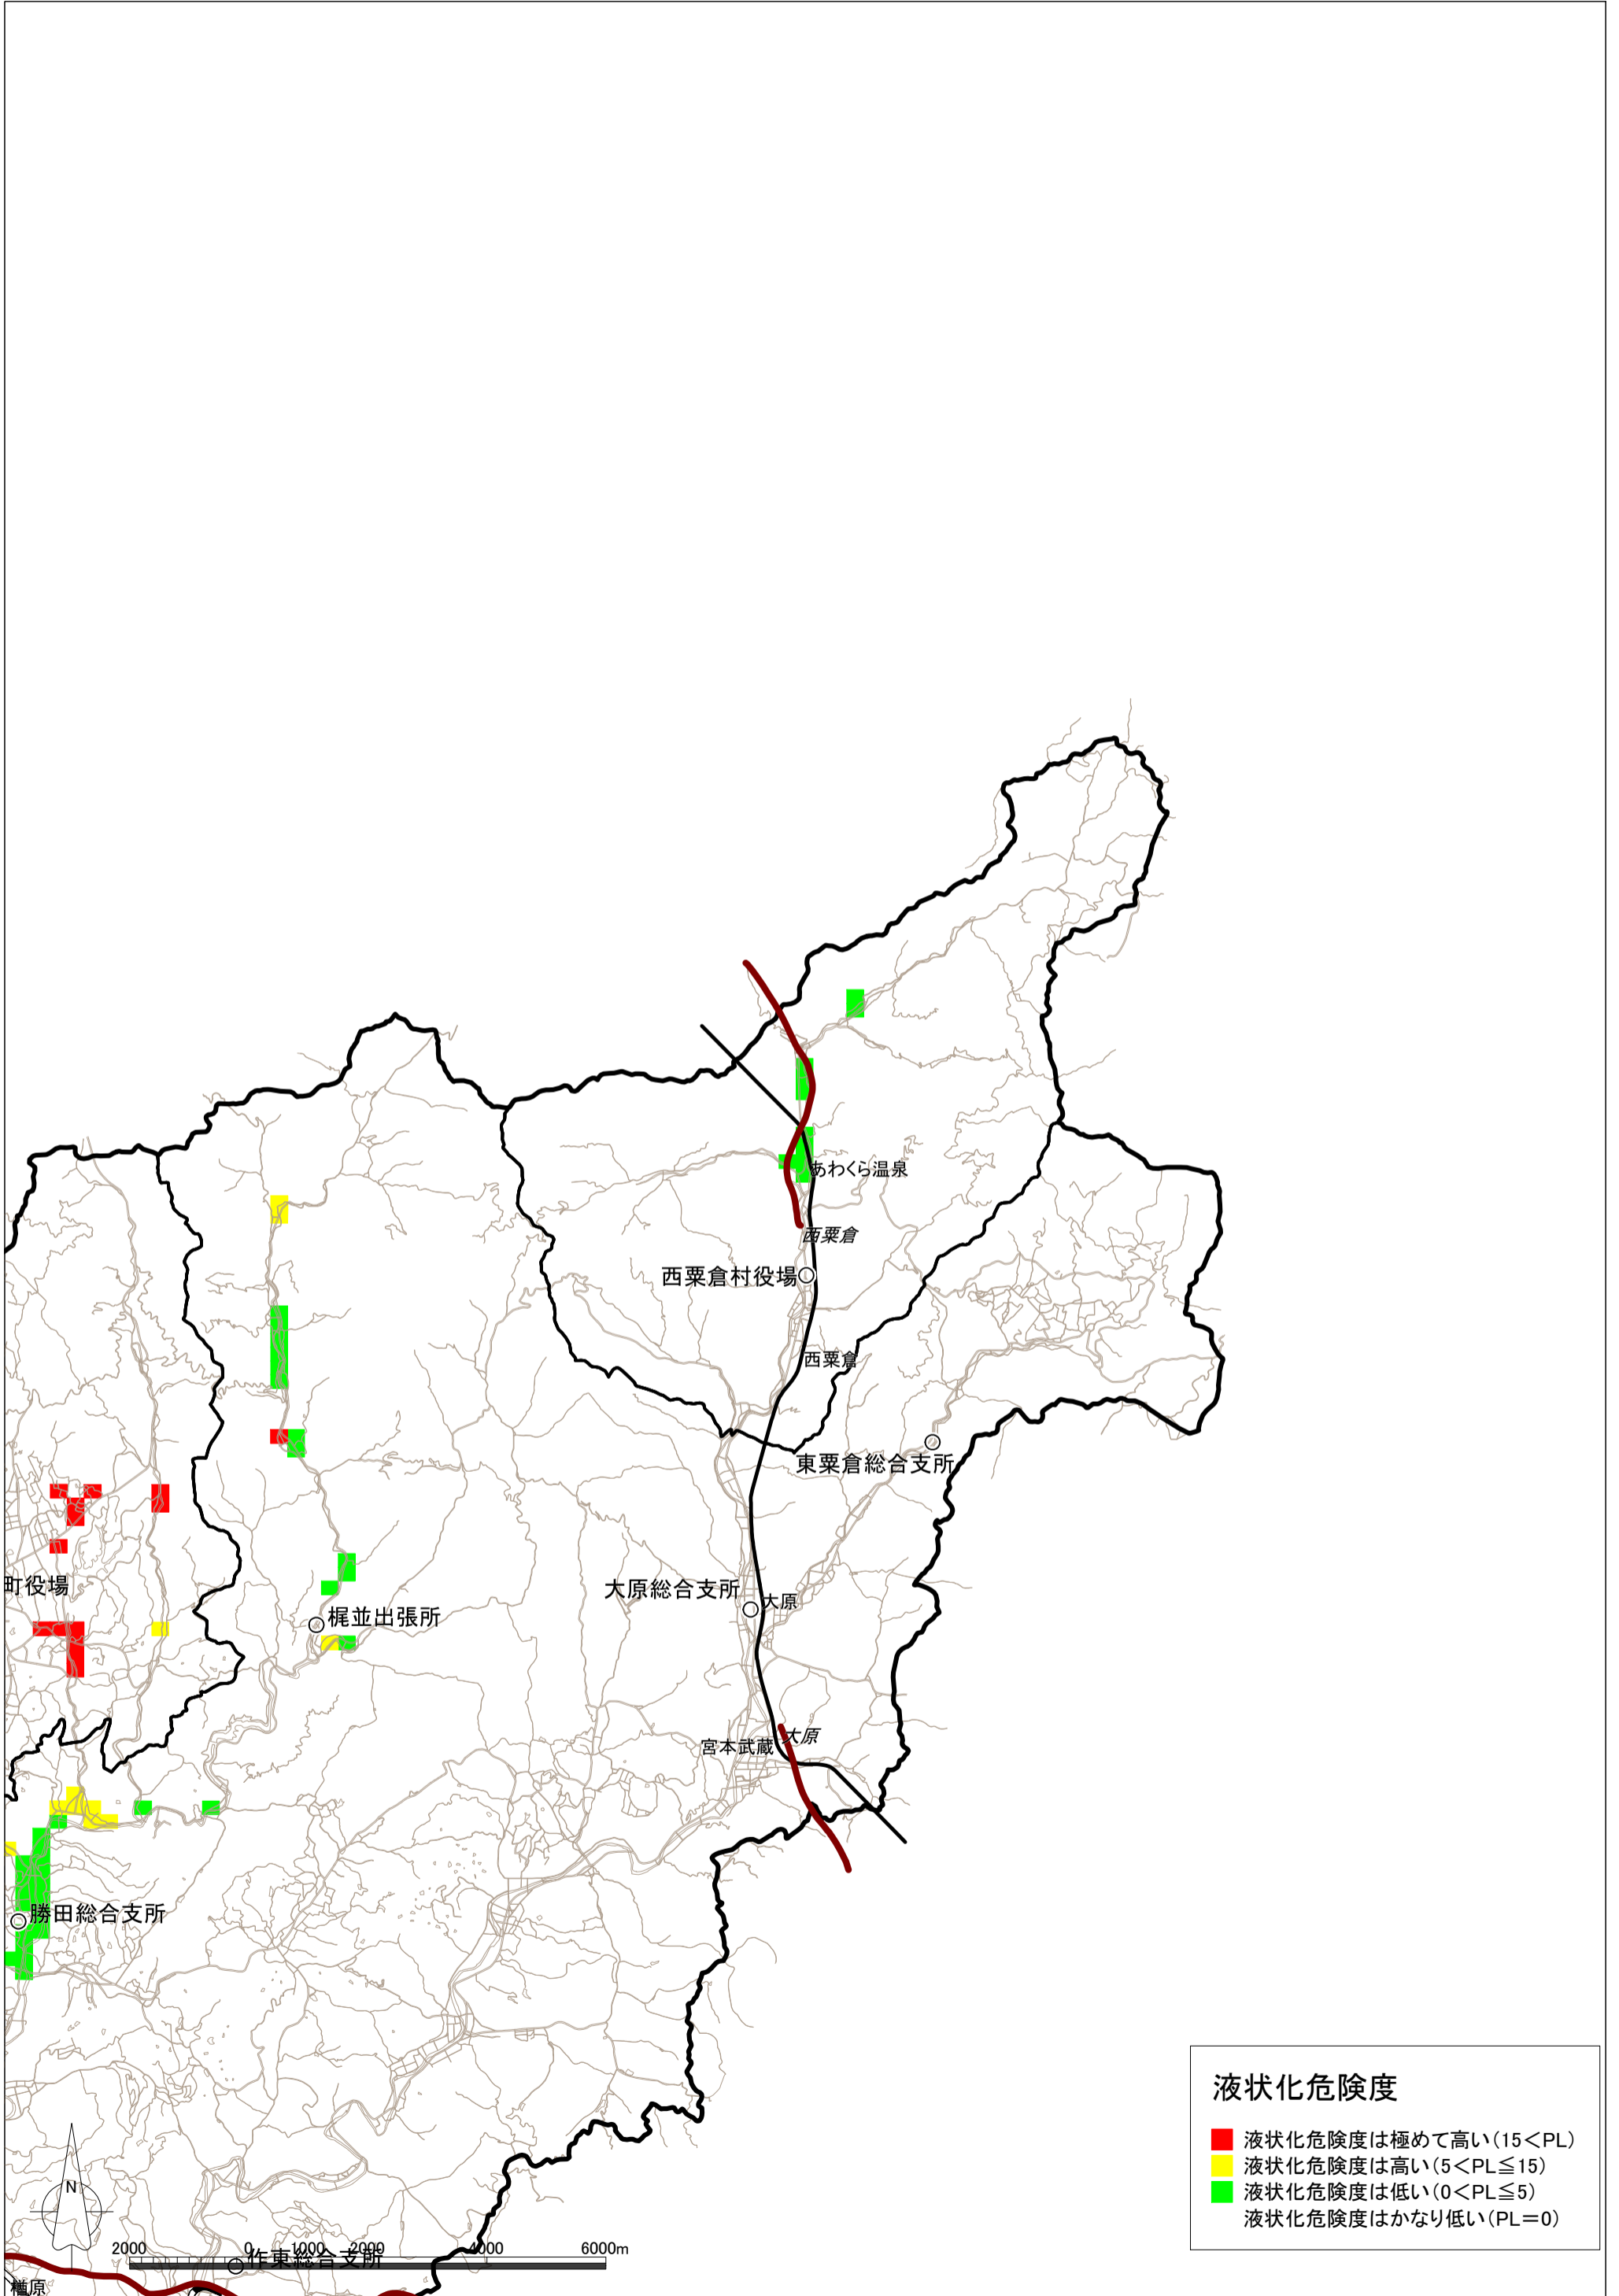 あわくら温泉
西粟倉
西粟倉村役場
西粟倉
東粟倉総合支所
町役場
大原総合支所
大原
梶並出張所
大原
宮本武蔵
勝田総合支所
液状化危険度
液状化危険度は極めて高い(15<PL)
液状化危険度は高い(5<PL≦15)
液状化危険度は低い(0<PL≦5)
液状化危険度はかなり低い(PL=0)
N
2000 0 1000 2000 4000 6000m
作東総合支所
楢原